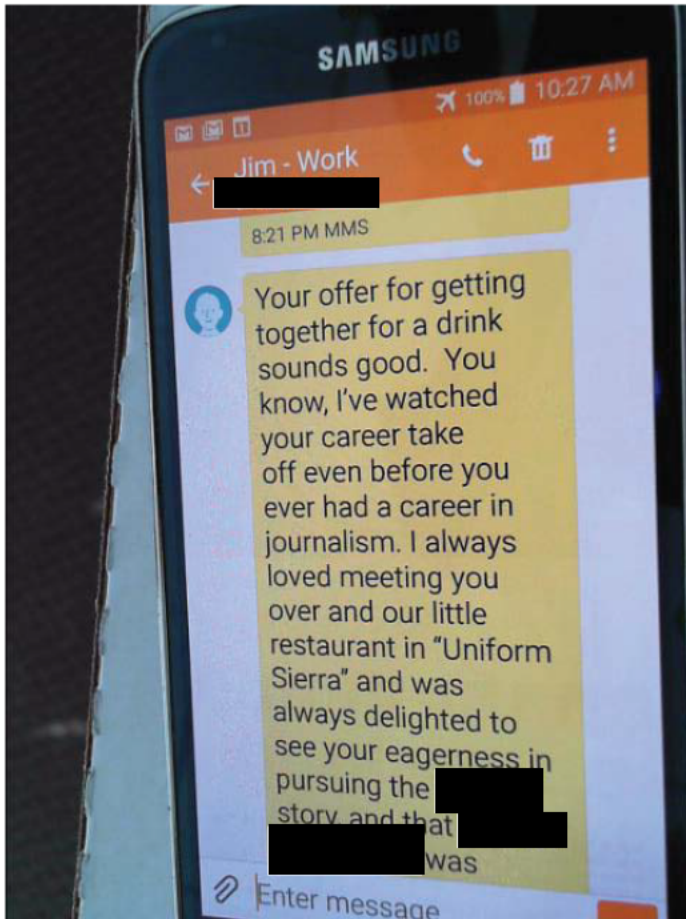 SAMSUNG
100% 10:27 AM
Jim - Work
8:21 PM MMS
Your offer for getting
together for a drink
sounds good. You
know, I've watched
your career take
off even before you
ever had a career in
journalism. I always
loved meeting you
over and our little
restaurant in "Uniform
Sierra" and was
always delighted to
see your eagerness in
pursuing the
story, and that
was
Enter message